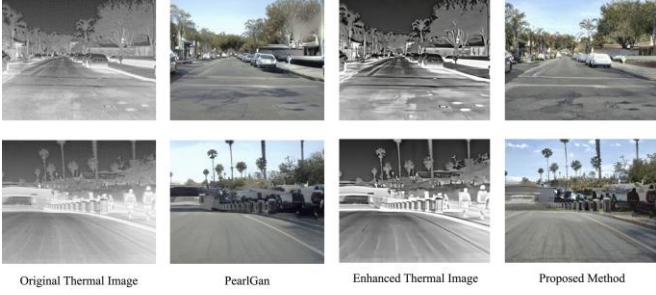 Original Thermal Image
PearlGan
Enhanced Thermal Image
Proposed Method